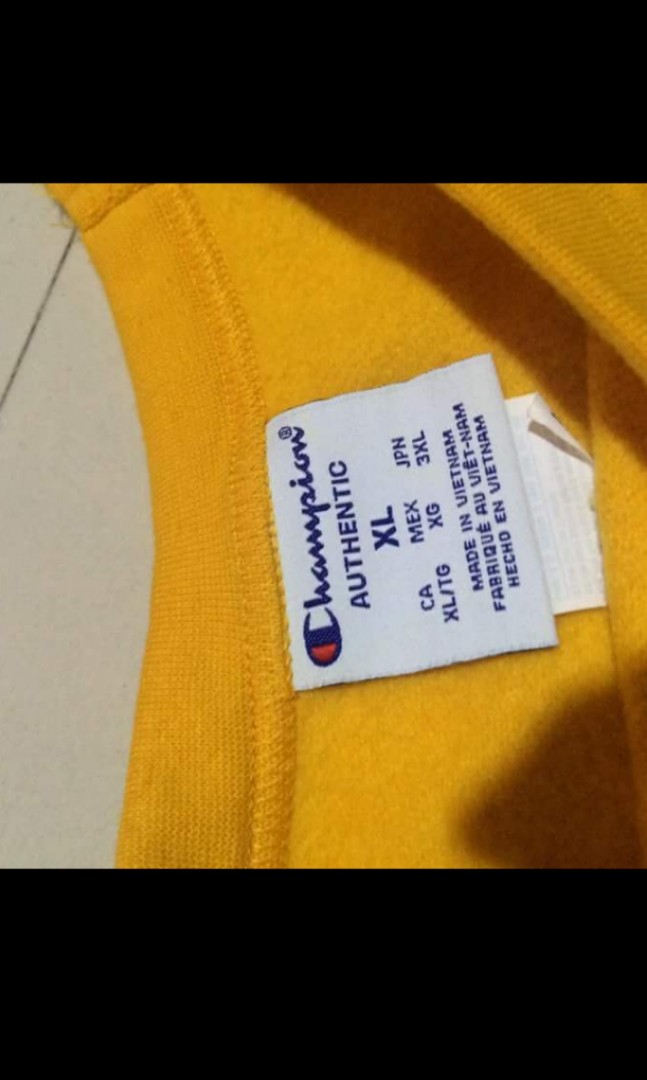 Champion®
AUTHENTIC
XL
CA MEX JPN
XL/TG XG 3XL
MADE IN VIETNAM
FABRIQUÉ AU VIÊT-NAM
HECHO EN VIETNAM